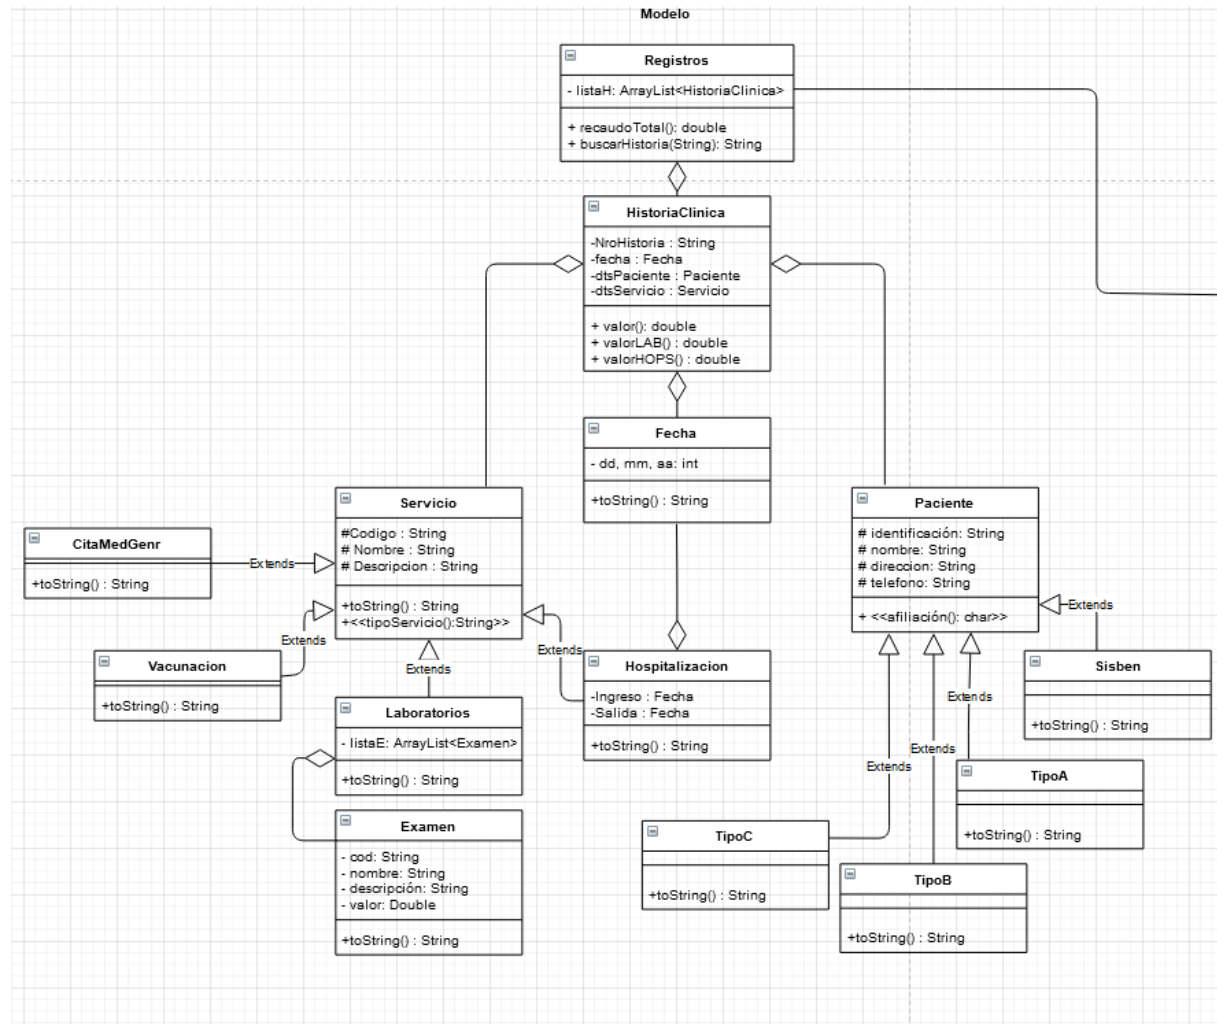 Modelo
Registros
- listaH: ArrayList<HistoriaClinica>
+ recaudoTotal(): double
+ buscarHistoria(String): String
HistoriaClinica
-NroHistoria : String
-fecha : Fecha
-dtsPaciente : Paciente
-dtsServicio : Servicio
+ valor(): double
+ valorLAB() : double
+ valorHOPS() : double
Fecha
- dd, mm, aa: int
+toString() : String
Servicio
#Codigo : String
# Nombre : String
# Descripcion : String
+toString() : String
+<<tipoServicio():String>>
Paciente
# identificación: String
# nombre: String
# direccion: String
# telefono: String
+ <<afiliación(): char>>
CitaMedGenr
+toString() : String
Extends
Vacunacion
+toString() : String
Extends
Extends
Extends
Laboratorios
- listaE: ArrayList<Examen>
+toString() : String
Hospitalizacion
-Ingreso : Fecha
-Salida : Fecha
+toString() : String
Extends
Sisben
+toString() : String
Extends
Extends
Extends
TipoA
+toString() : String
Examen
- cod: String
- nombre: String
- descripción: String
- valor: Double
+toString() : String
TipoC
+toString() : String
TipoB
+toString() : String